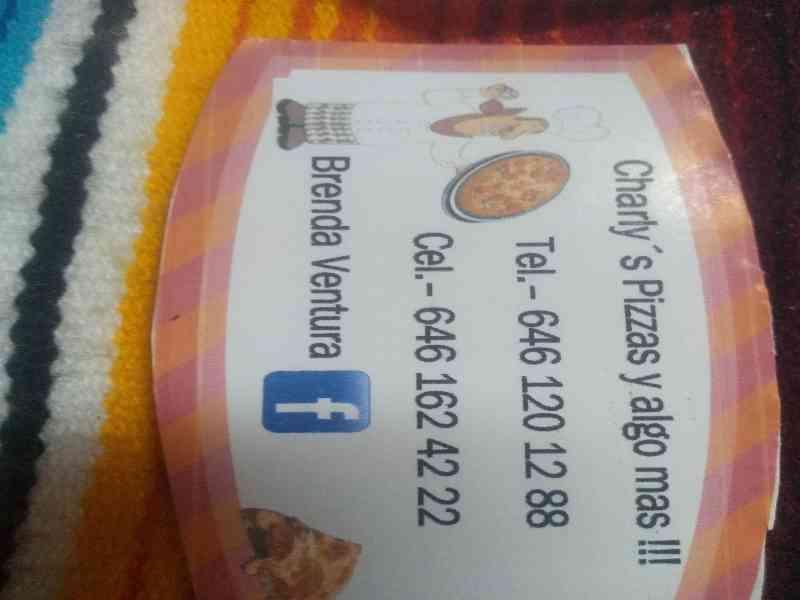 Charly´s Pizzas y algo mas !!!
Tel.- 646 120 12 88
Cel.- 646 162 42 22
Brenda Ventura f